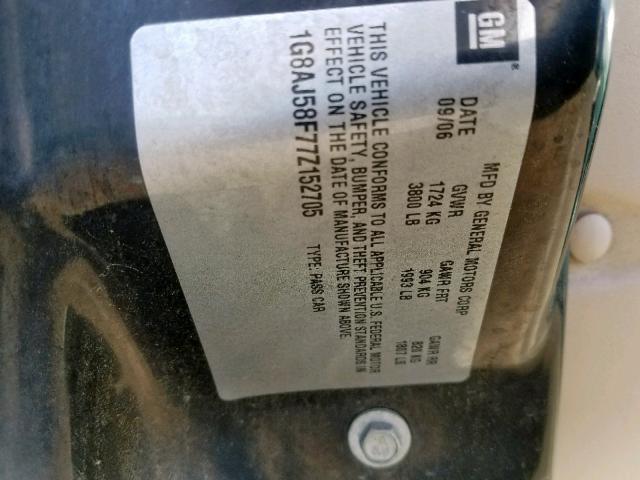 GM®
MFD BY GENERAL MOTORS CORP
DATE GVWR GAWR FRT GAWR RR
09/06 1724 KG 904 KG 820 KG
3800 LB 1993 LB 1807 LB
THIS VEHICLE CONFORMS TO ALL APPLICABLE U.S. FEDERAL MOTOR
VEHICLE SAFETY, BUMPER, AND THEFT PREVENTION STANDARDS IN
EFFECT ON THE DATE OF MANUFACTURE SHOWN ABOVE.
1G8AJ58F77Z152705 TYPE: PASS CAR